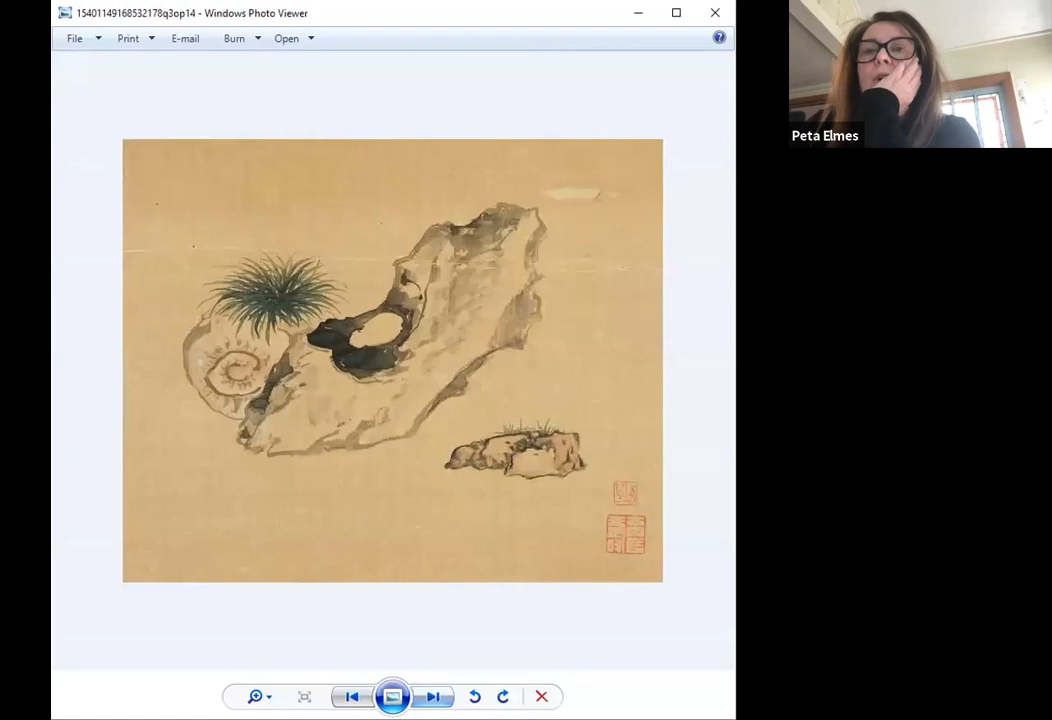 15401149168532178q3op14 - Windows Photo Viewer
File Print E-mail Burn Open
Peta Elmes